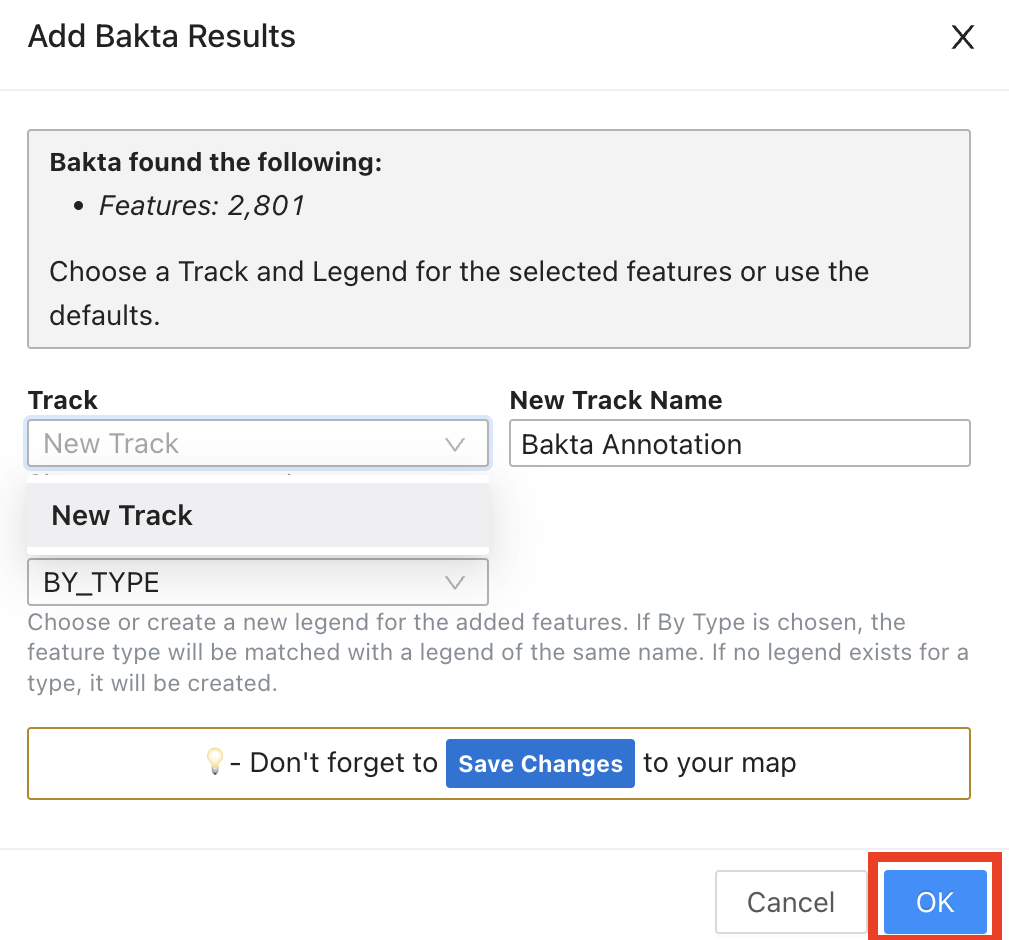 Add Bakta Results
Bakta found the following:
• Features: 2,801
Choose a Track and Legend for the selected features or use the
defaults.
Track
New Track Name
New Track
Bakta Annotation
New Track
BY_TYPE
Choose or create a new legend for the added features. If By Type is chosen, the
feature type will be matched with a legend of the same name. If no legend exists for a
type, it will be created.
💡- Don't forget to Save Changes to your map
Cancel
OK